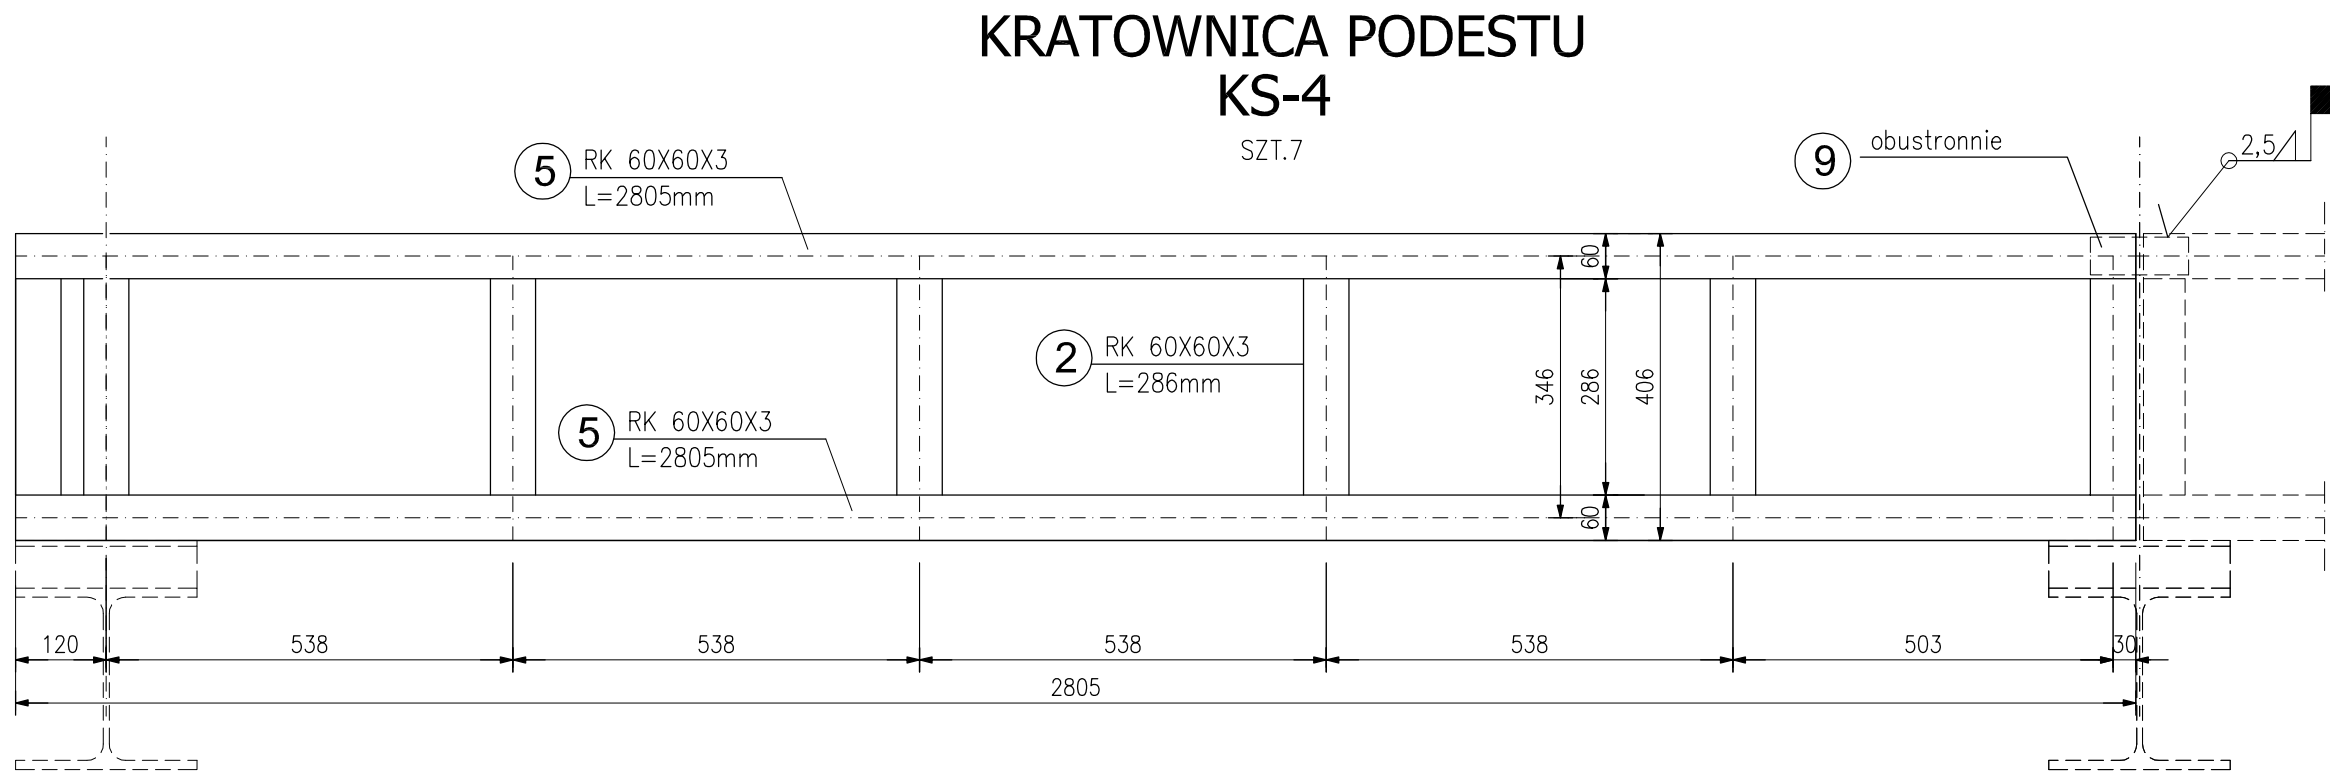 KRATOWNICA PODESTU
KS-4
SZT.7
5 RK 60X60X3
L=2805mm
9 obustronnie
2,5
60
2 RK 60X60X3
L=286mm
346
286
406
5 RK 60X60X3
L=2805mm
60
120
538
538
538
538
503
30
2805